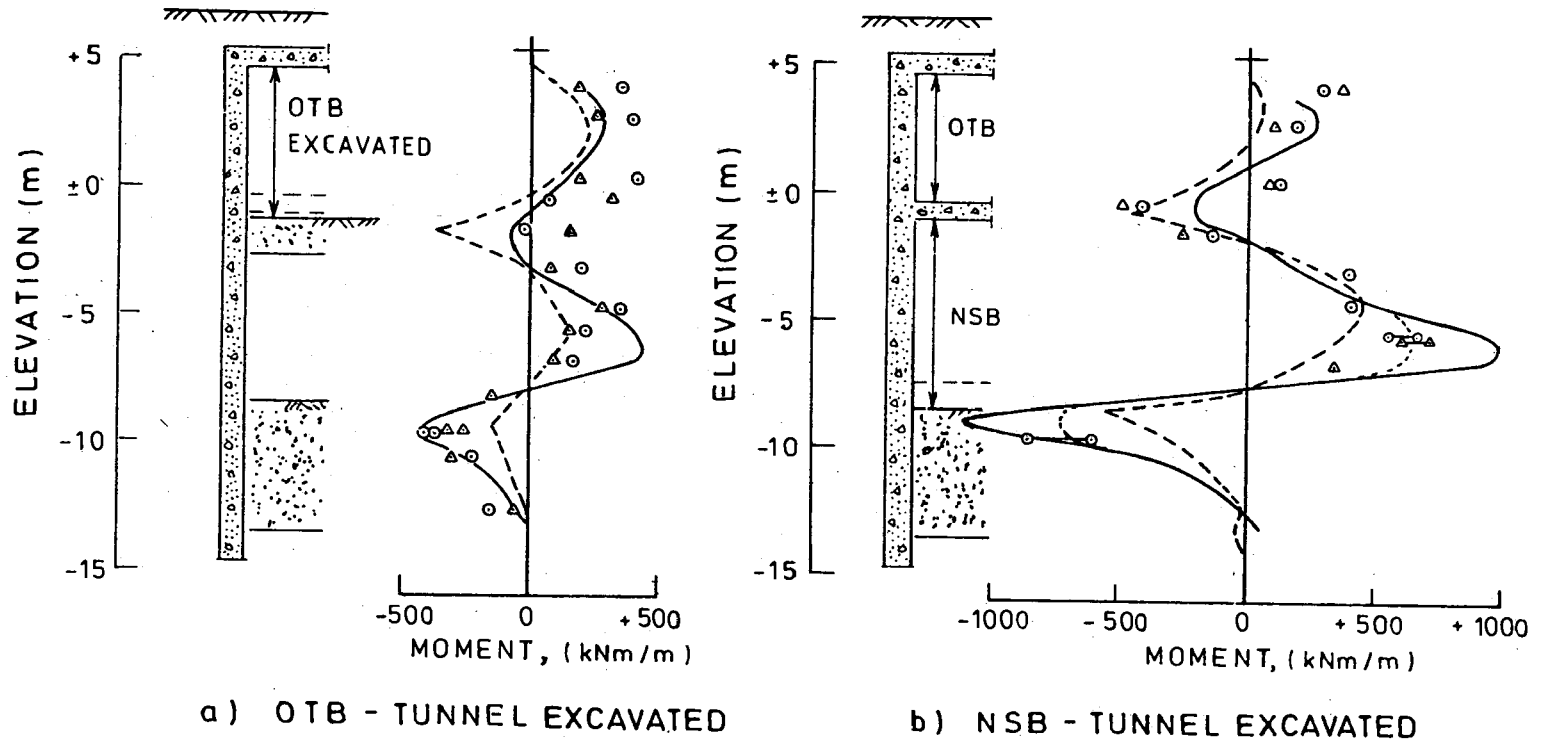 ELEVATION (m)
+5
±0
-5
-10
-15
OTB
EXCAVATED
-500 0 +500
MOMENT, (kNm/m)
a) OTB - TUNNEL EXCAVATED
ELEVATION (m)
+5
±0
-5
-10
-15
OTB
NSB
-1000 -500 0 +500 +1000
MOMENT, (kNm/m)
b) NSB - TUNNEL EXCAVATED